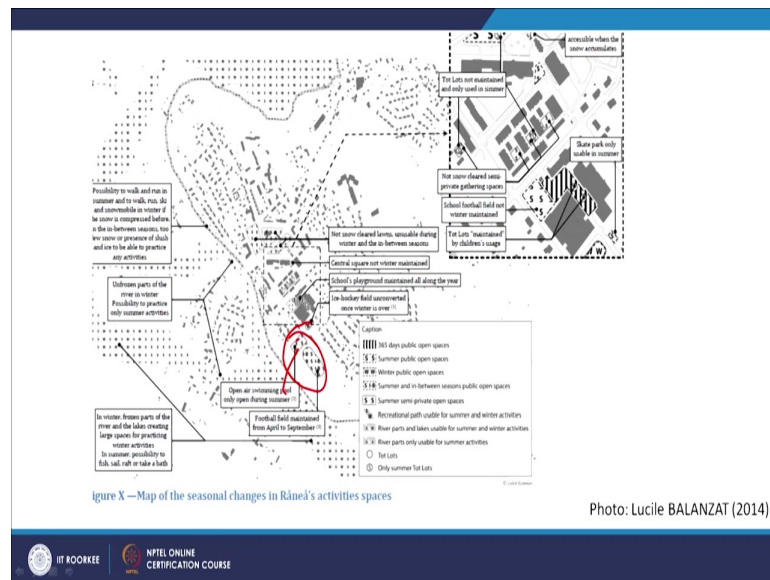 accessible when the
snow accumulates
Tot Lots not maintained
and only used in simmer
Skate park only
usable in summer
Not snow cleared semi-
private gathering spaces
School football field not
winter maintained
Tot Lots "maintained"
by children's usage
Possibility to walk and run in
summer and to walk, run, ski
and snowmobile in winter if
he snow is compressed before
n the in-between seasons, too
ew snow or presence of slush
and ice to be able to practice
any activities
Not snow cleared lawns, unusable during
winter and the in-between seasons
Central square not winter maintained
School's playground maintained all along the year
Ice-hockey field unconverted
once winter is over
Unfrozen parts of the
river in winter
Possibility to practice
only summer activities
Open air swimming pool
only open during summer
Football field maintained
from April to September
In winter, frozen parts of the
river and the lakes creating
large spaces for practicing
winter activities
In summer, possibility to
fish, sail, raft or take a bath
Caption
365 days public open spaces
S S Summer public open spaces
W W Winter public open spaces
Summer and in-between seasons public open spaces
S S Summer semi-private open spaces
Recreational path usable for summer and winter activities
River parts and lakes usable for summer and winter activities
River parts only usable for summer activities
Tot Lots
Only summer Tot Lots
igure X —Map of the seasonal changes in Råneå's activities spaces
Photo: Lucile BALANZAT (2014)
IIT ROORKEE
NPTEL ONLINE
CERTIFICATION COURSE